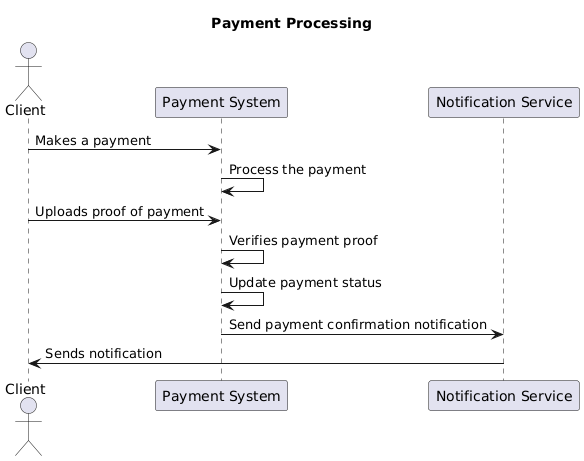 Payment Processing
Client
Payment System
Notification Service
Makes a payment
Process the payment
Uploads proof of payment
Verifies payment proof
Update payment status
Send payment confirmation notification
Sends notification
Client
Payment System
Notification Service